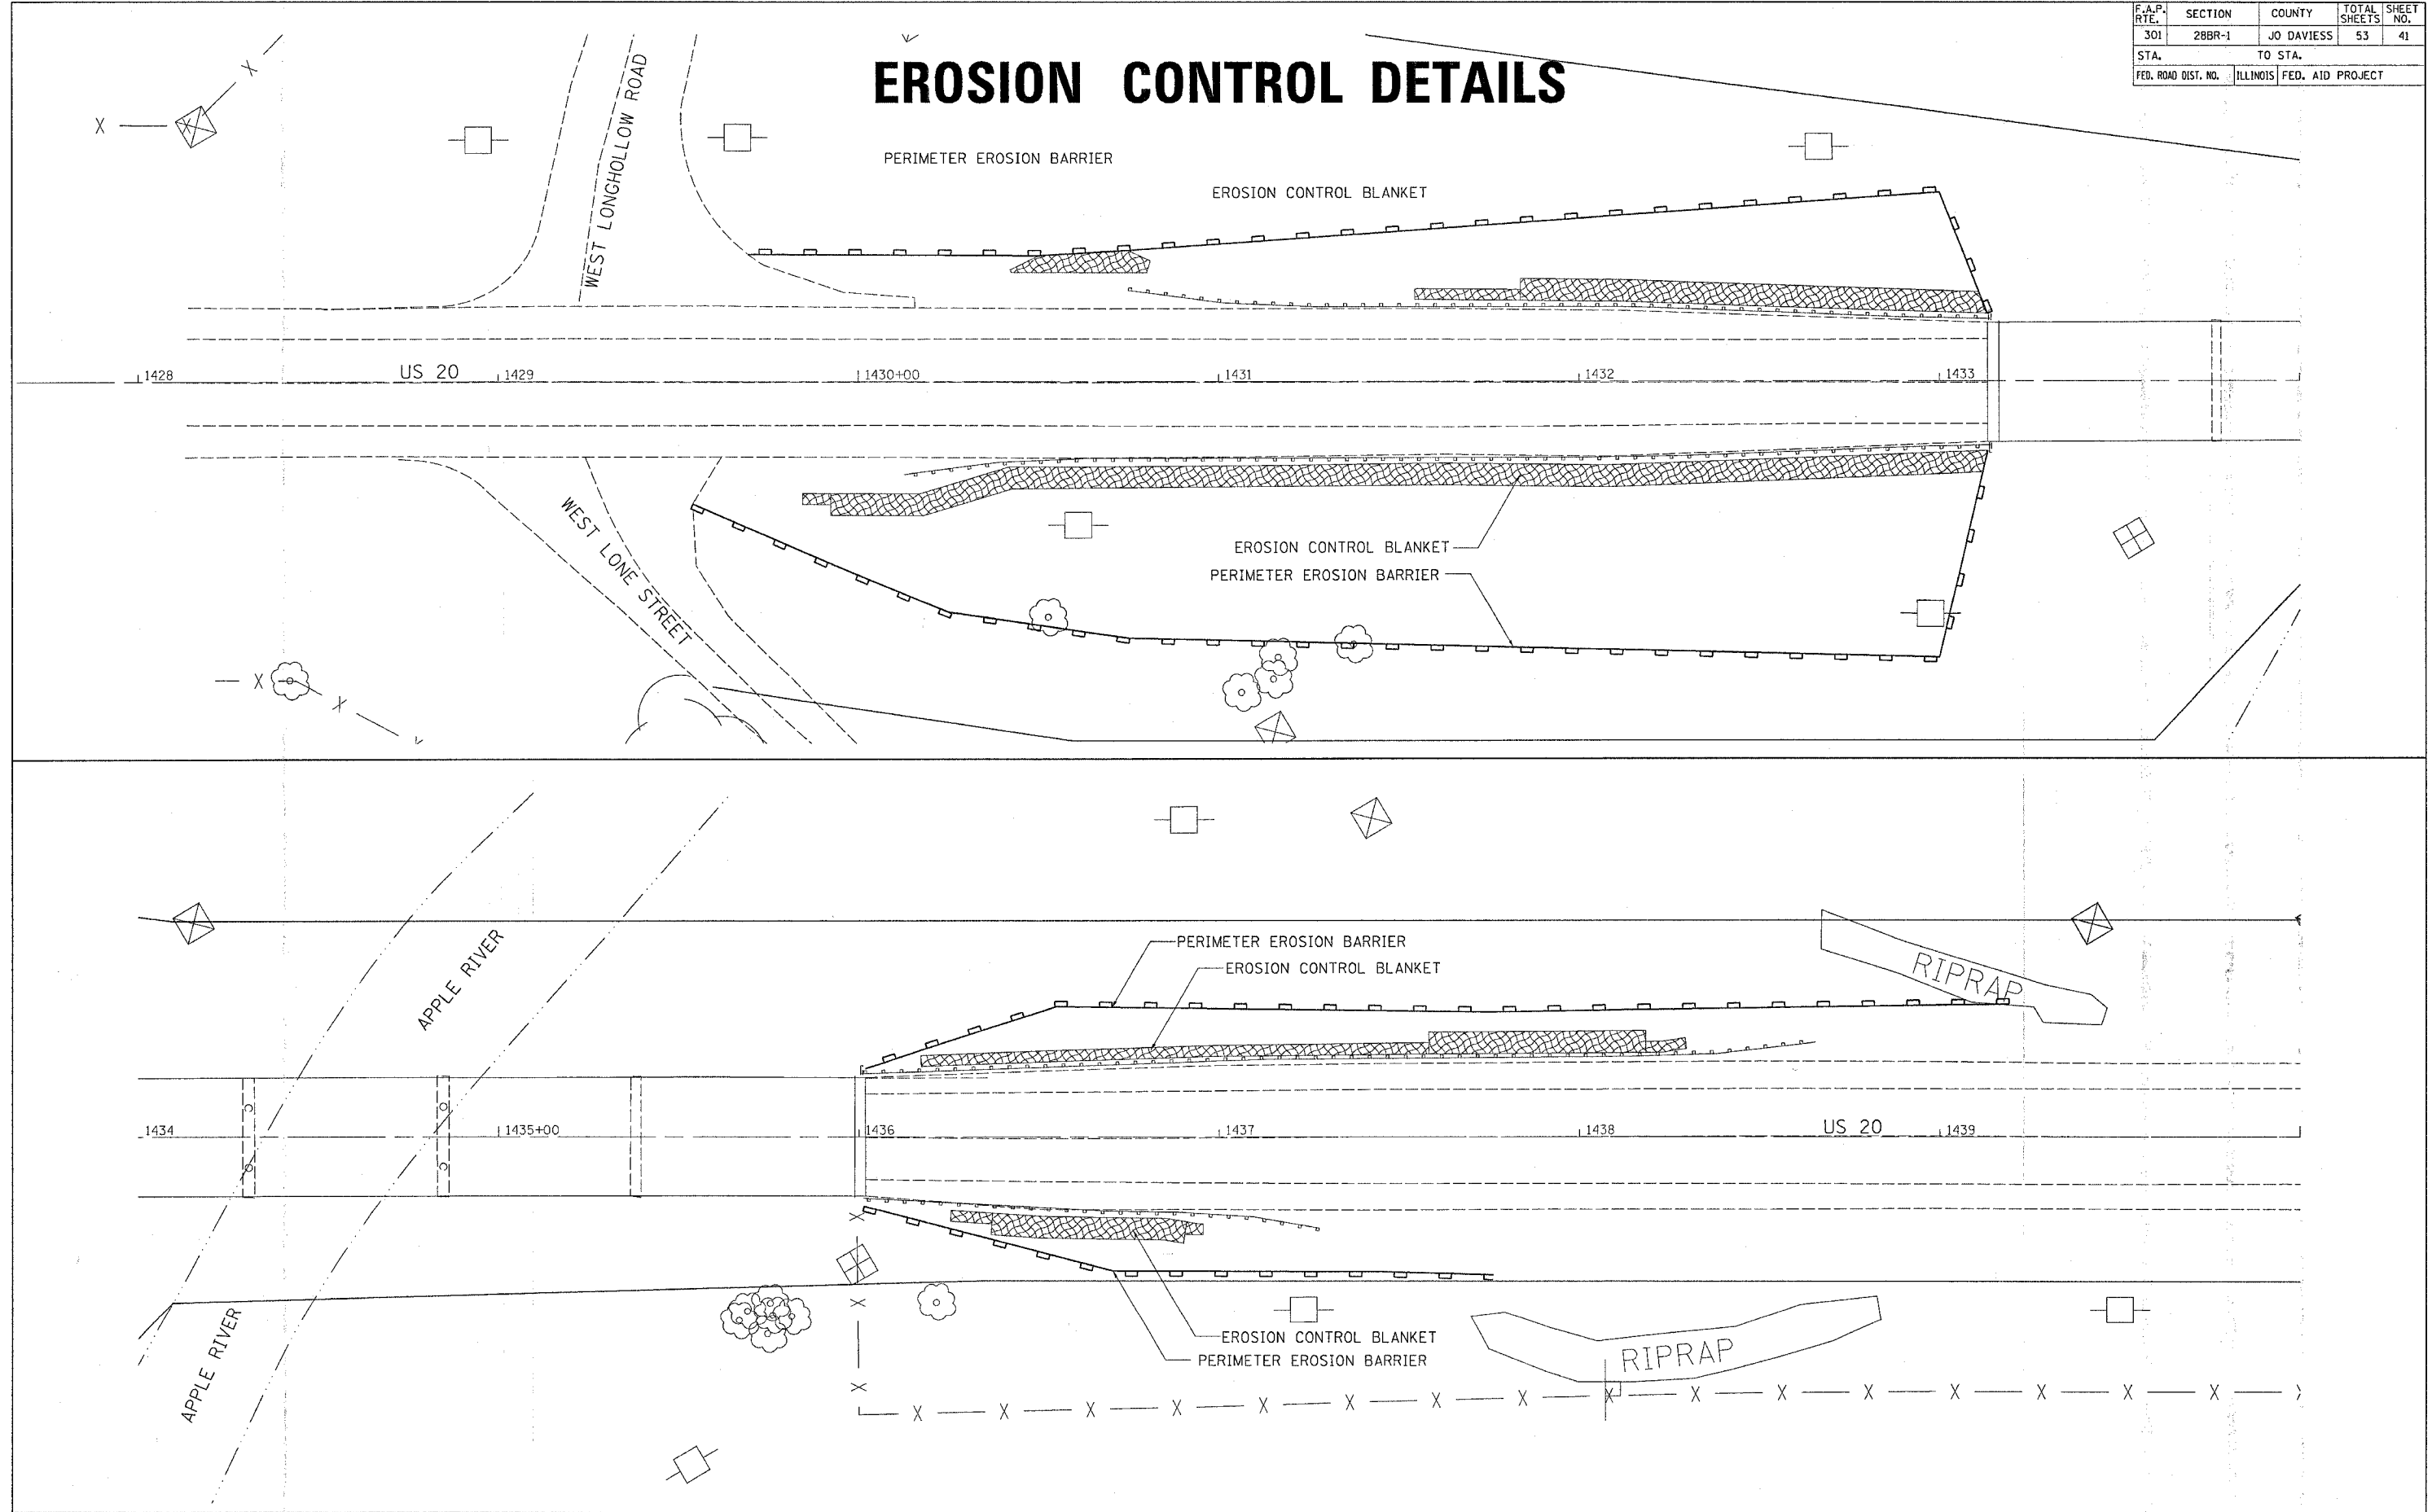 F.A.P. RTE. SECTION COUNTY TOTAL SHEETS SHEET NO.
301 28BR-1 JO DAVIESS 53 41
STA. TO STA.
FED. ROAD DIST. NO. ILLINOIS FED. AID PROJECT
EROSION CONTROL DETAILS
X
X
X
WEST LONGHOLLOW ROAD
PERIMETER EROSION BARRIER
EROSION CONTROL BLANKET
1428
US 20
1429
1430+00
1431
1432
1433
WEST LONE STREET
EROSION CONTROL BLANKET
PERIMETER EROSION BARRIER
X
X
APPLE RIVER
PERIMETER EROSION BARRIER
EROSION CONTROL BLANKET
RIPRAP
1434
1435+00
1436
1437
1438
US 20
1439
X
X
X
APPLE RIVER
EROSION CONTROL BLANKET
PERIMETER EROSION BARRIER
RIPRAP
X X X X X X X X X X X X X X X X